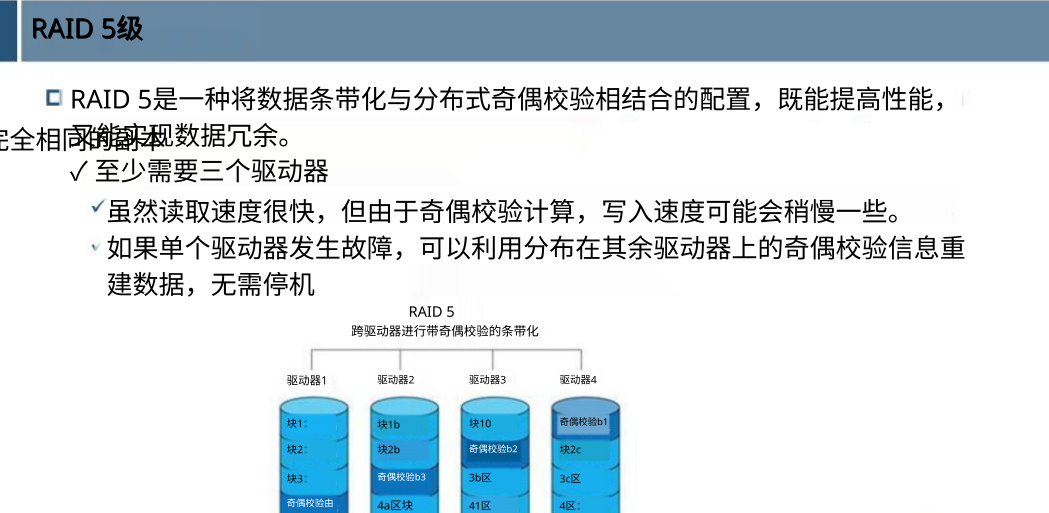 RAID 5级
RAID 5是一种将数据条带化与分布式奇偶校验相结合的配置，既能提高性能，
又能实现数据冗余。
完全相同的副本
✓ 至少需要三个驱动器
✓ 虽然读取速度很快，但由于奇偶校验计算，写入速度可能会稍慢一些。
如果单个驱动器发生故障，可以利用分布在其余驱动器上的奇偶校验信息重
建数据，无需停机
RAID 5
跨驱动器进行带奇偶校验的条带化
驱动器1 驱动器2 驱动器3 驱动器4
块1： 块1b 块10 奇偶校验b1
块2： 块2b 奇偶校验b2 块2c
块3： 奇偶校验b3 3b区 3c区
奇偶校验由 4a区块 41区 4区：